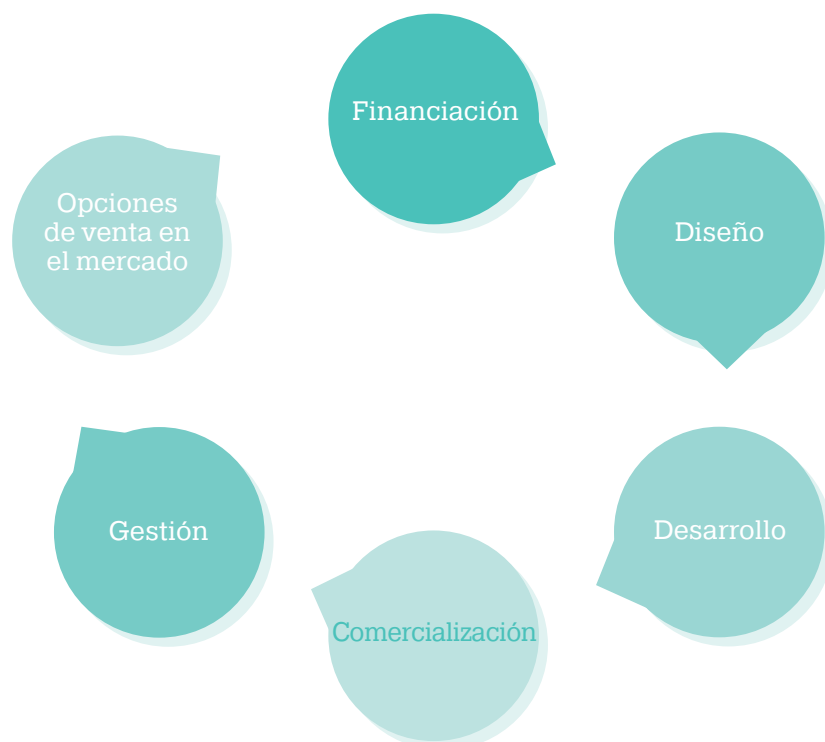 Financiación
Diseño
Desarrollo
Comercialización
Gestión
Opciones
de venta en
el mercado